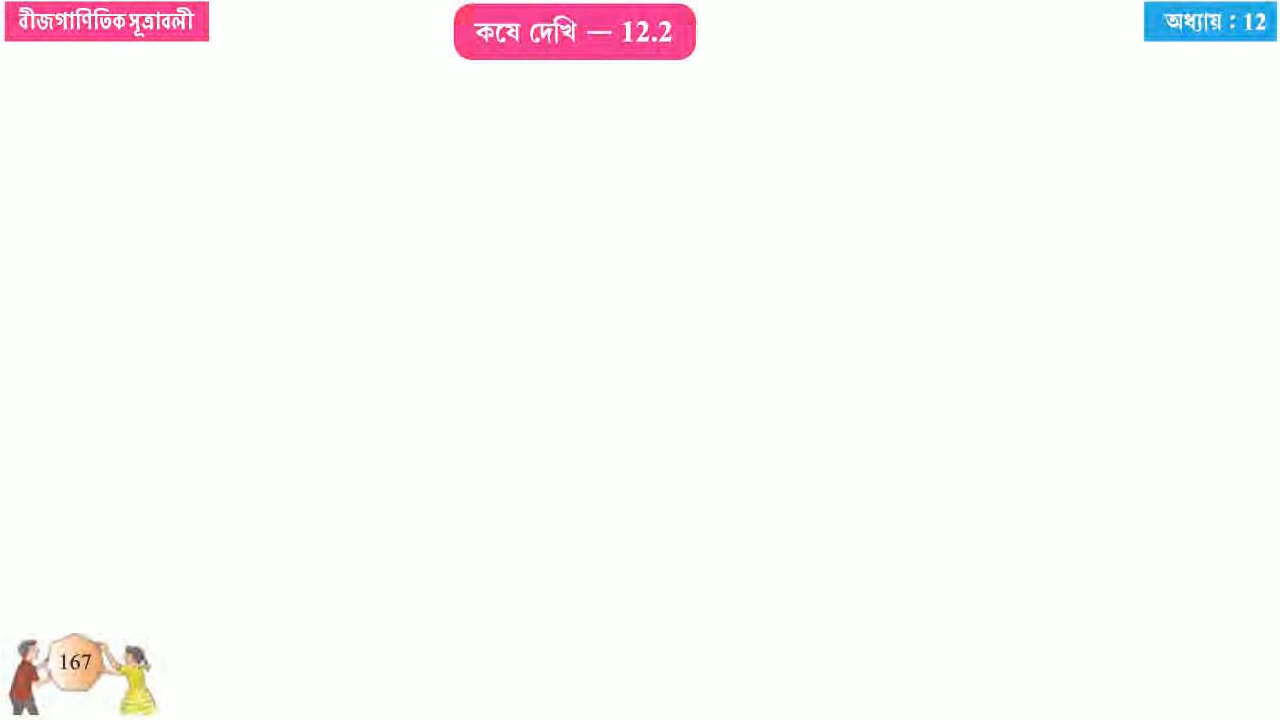 বীজগাণিতিক সূত্রাবলী
কষে দেখি — 12.2
অধ্যায় : 12
167